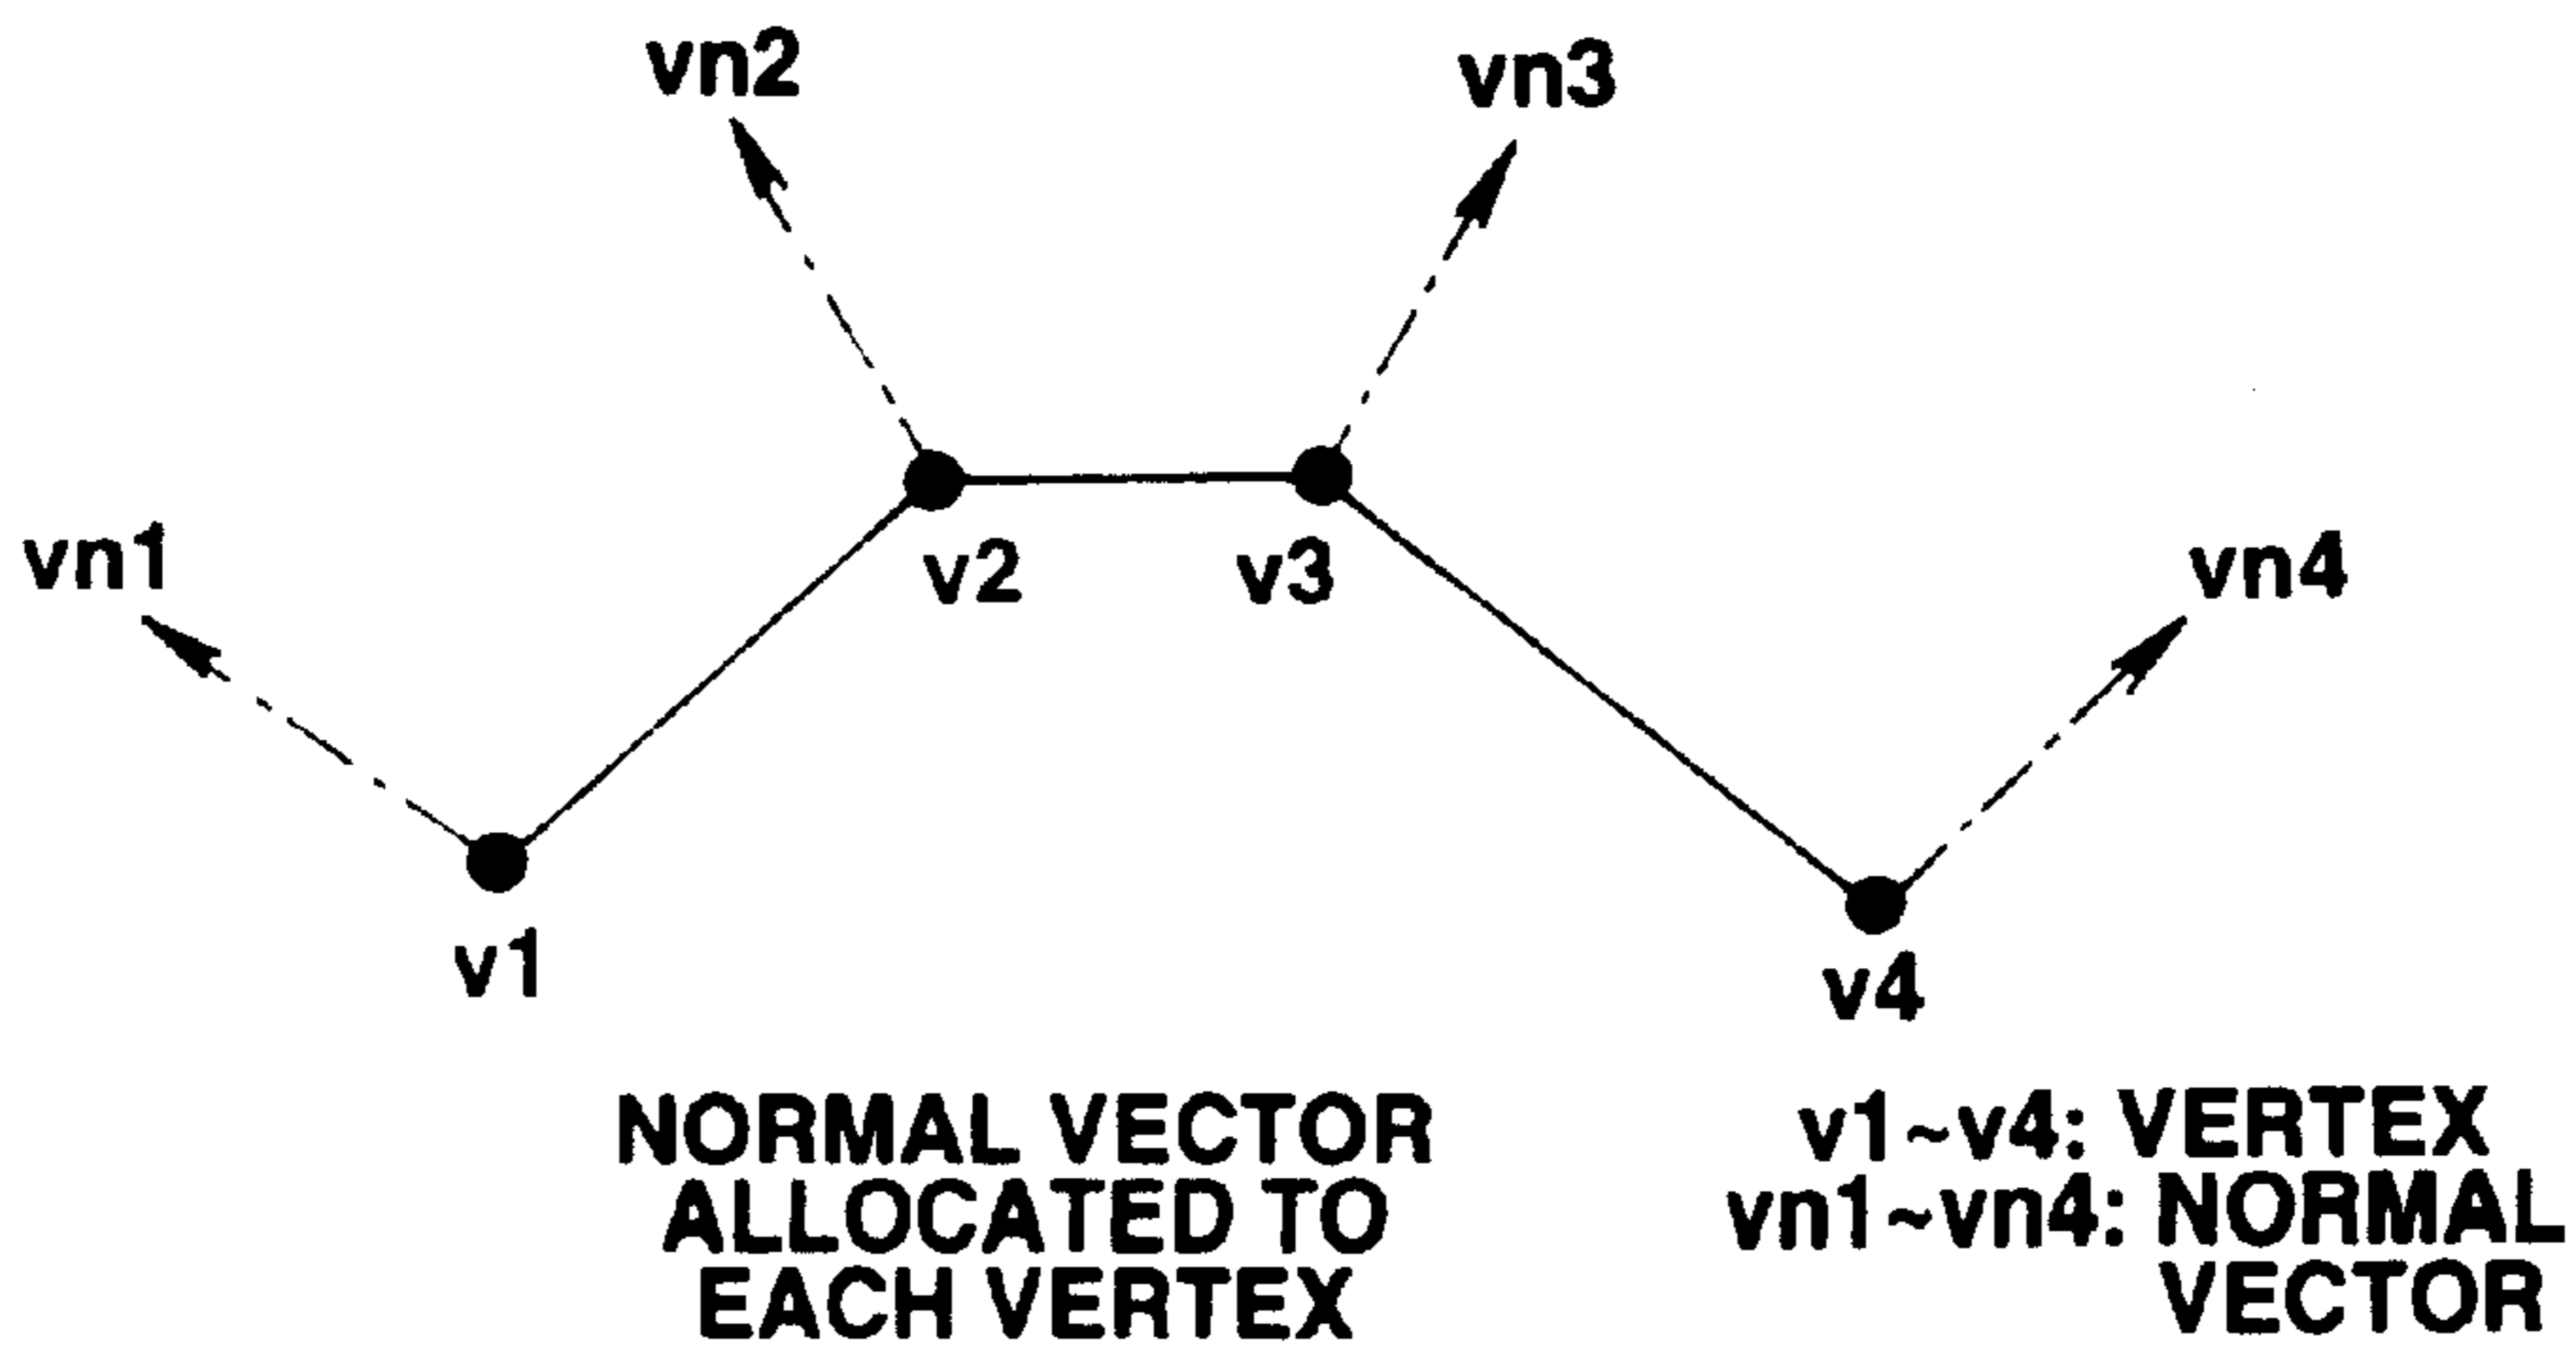 vn2
vn3
vn1
v2
v3
vn4
v1
v4
NORMAL VECTOR
ALLOCATED TO
EACH VERTEX
v1~v4: VERTEX
vn1~vn4: NORMAL
VECTOR